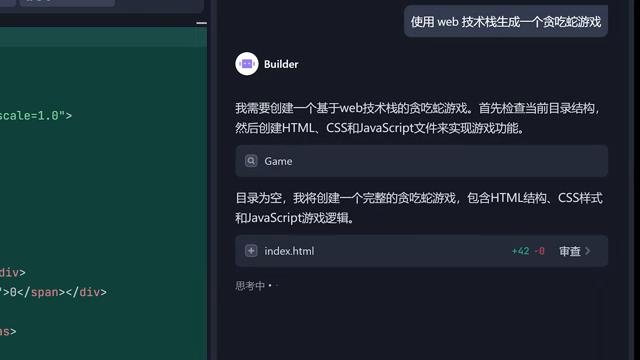 使用 web 技术栈生成一个贪吃蛇游戏
Builder
scale=1.0">
我需要创建一个基于web技术栈的贪吃蛇游戏。首先检查当前目录结构，
然后创建HTML、CSS和JavaScript文件来实现游戏功能。
Game
目录为空，我将创建一个完整的贪吃蛇游戏，包含HTML结构、CSS样式
和JavaScript游戏逻辑。
index.html +42 -0 审查
div>
">0</span></div>
思考中
as>